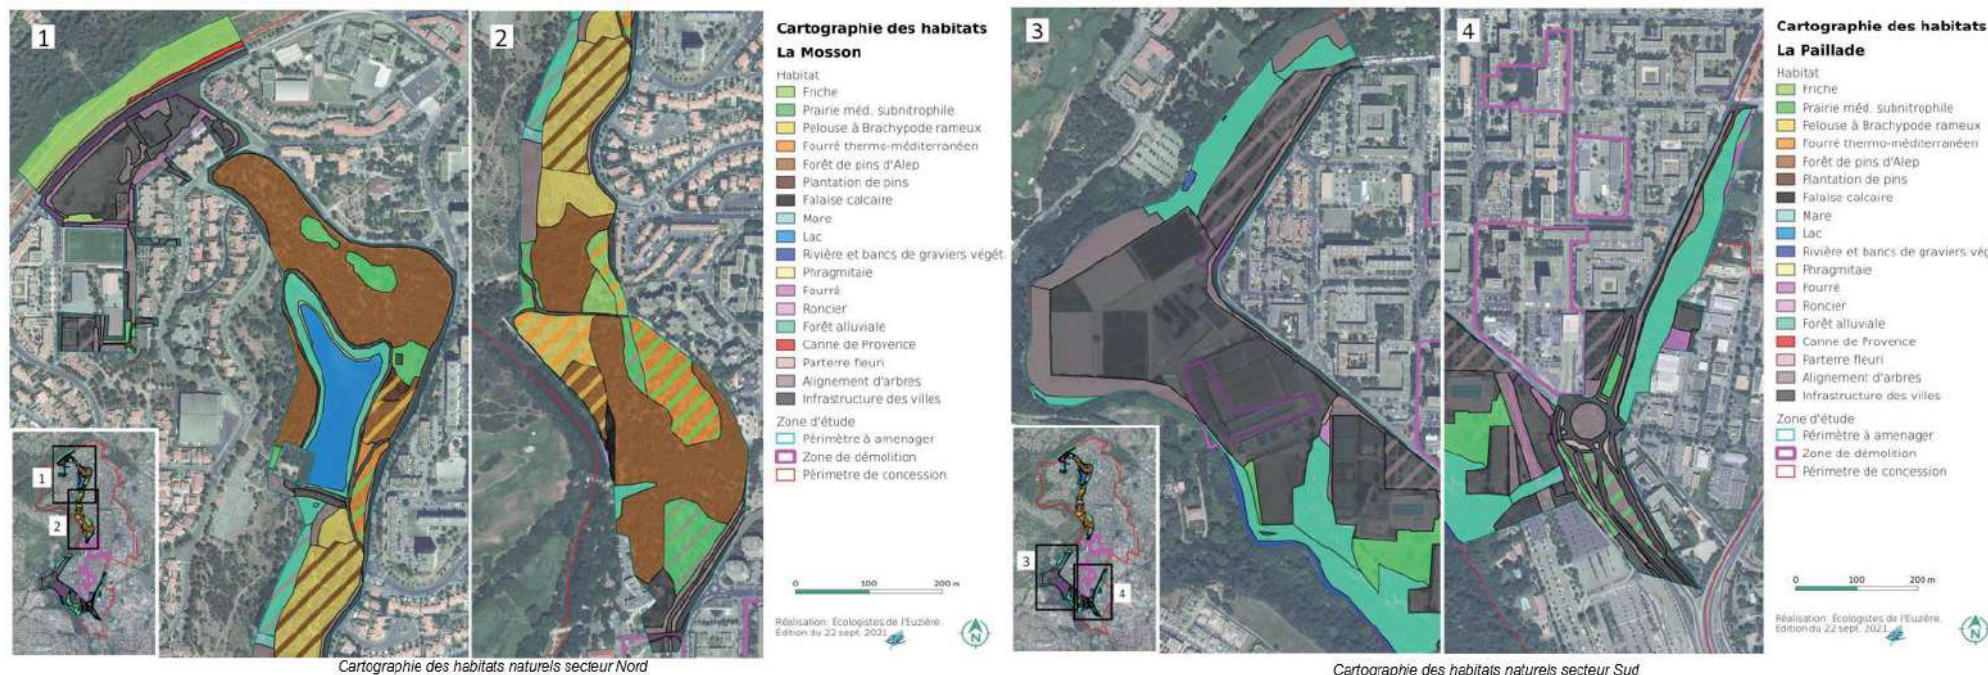 1
2
1
2
Cartographie des habitats
La Mosson
Habitat
Friche
Prairie méd. subnitrophile
Pelouse à Brachypode rameux
Fourré thermo-méditerranéen
Forêt de pins d'Alep
Plantation de pins
Falaise calcaire
Mare
Lac
Rivière et bancs de graviers végét
Phragmitaie
Fourré
Roncier
Forêt alluviale
Canne de Provence
Parterre fleuri
Alignement d'arbres
Infrastructure des villes
Zone d'étude
Périmètre à amenager
Zone de démolition
Périmetre de concession
0 100 200 m
Réalisation: Écologistes de l'Euzière.
Édition du 22 sept. 2021
N
Cartographie des habitats naturels secteur Nord
3
4
3
4
Cartographie des habitats
La Paillade
Habitat
Friche
Prairie méd. subnitrophile
Pelouse à Brachypode rameux
Fourré thermo-méditerranéen
Forêt de pins d'Alep
Plantation de pins
Falaise calcaire
Mare
Lac
Rivière et bancs de graviers vég
Phragmitaie
Fourré
Roncier
Forêt alluviale
Canne de Provence
Parterre fleuri
Alignement d'arbres
Infrastructure des villes
Zone d'étude
Périmètre à amenager
Zone de démolition
Périmetre de concession
0 100 200 m
Réalisation: Écologistes de l'Euzière.
Édition du 22 sept. 2021
N
Cartographie des habitats naturels secteur Sud